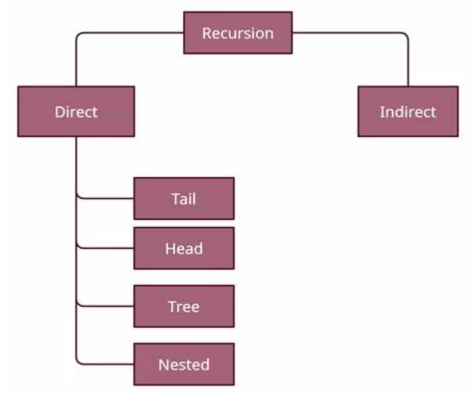 Recursion
Direct
Indirect
Tail
Head
Tree
Nested